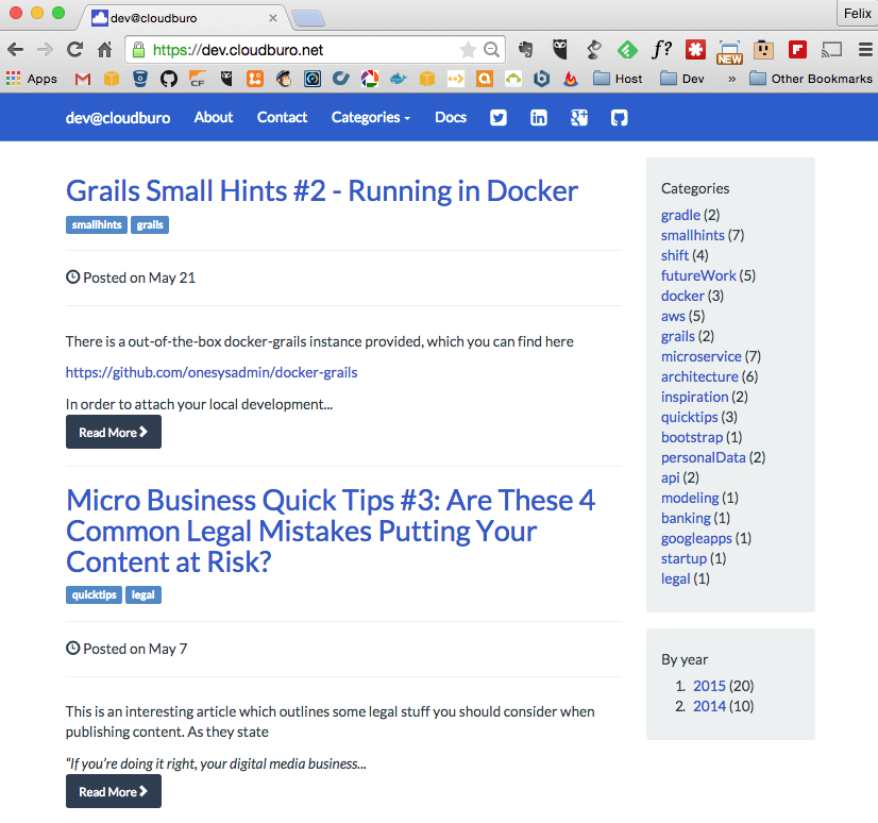 dev@cloudburo
Felix
https://dev.cloudburo.net
f?
NEW
Apps
CF
Host
Dev
»
Other Bookmarks
dev@cloudburo About Contact Categories Docs
Grails Small Hints #2 - Running in Docker
smallhints grails
Posted on May 21
There is a out-of-the-box docker-grails instance provided, which you can find here
https://github.com/onesysadmin/docker-grails
In order to attach your local development...
Read More
Micro Business Quick Tips #3: Are These 4
Common Legal Mistakes Putting Your
Content at Risk?
quicktips legal
Posted on May 7
This is an interesting article which outlines some legal stuff you should consider when
publishing content. As they state
“If you’re doing it right, your digital media business...
Read More
Categories
gradle (2)
smallhints (7)
shift (4)
futureWork (5)
docker (3)
aws (5)
grails (2)
microservice (7)
architecture (6)
inspiration (2)
quicktips (3)
bootstrap (1)
personalData (2)
api (2)
modeling (1)
banking (1)
googleapps (1)
startup (1)
legal (1)
By year
1. 2015 (20)
2. 2014 (10)